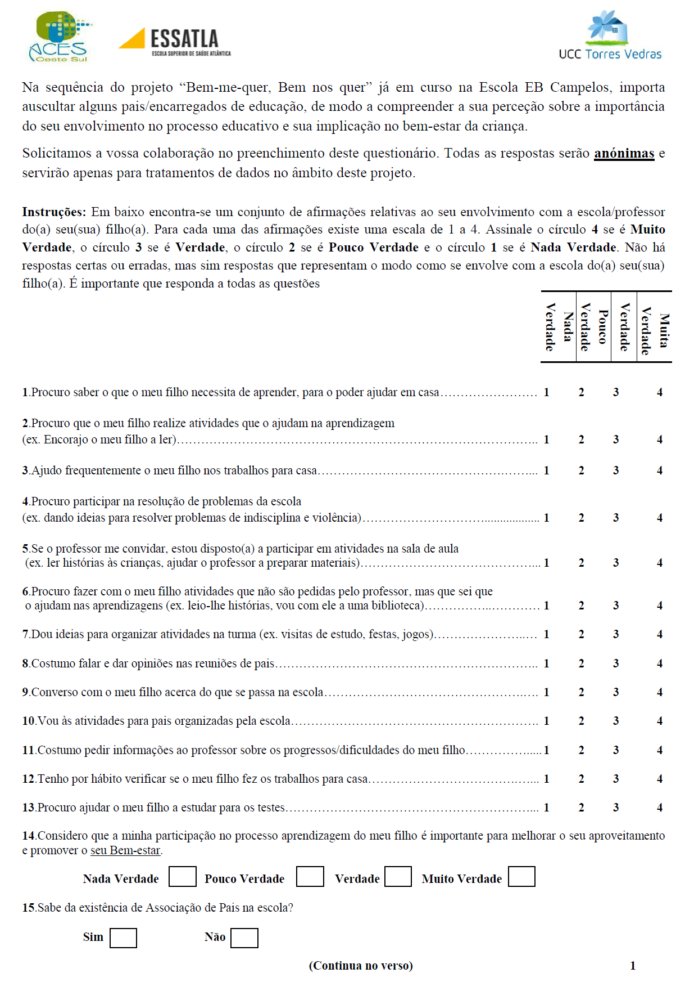 ACES
Oeste Sul
ESSATLA
ESCOLA SUPERIOR DE SAÚDE ATLÂNTICA
UCC Torres Vedras
Na sequência do projeto “Bem-me-quer, Bem nos quer” já em curso na Escola EB Campelos, importa
auscultar alguns pais/encarregados de educação, de modo a compreender a sua perceção sobre a importância
do seu envolvimento no processo educativo e sua implicação no bem-estar da criança.
Solicitamos a vossa colaboração no preenchimento deste questionário. Todas as respostas serão anónimas e
servirão apenas para tratamentos de dados no âmbito deste projeto.
Instruções: Em baixo encontra-se um conjunto de afirmações relativas ao seu envolvimento com a escola/professor
do(a) seu(sua) filho(a). Para cada uma das afirmações existe uma escala de 1 a 4. Assinale o círculo 4 se é Muito
Verdade, o círculo 3 se é Verdade, o círculo 2 se é Pouco Verdade e o círculo 1 se é Nada Verdade. Não há
respostas certas ou erradas, mas sim respostas que representam o modo como se envolve com a escola do(a) seu(sua)
filho(a). É importante que responda a todas as questões
Nada
Verdade
Pouco
Verdade
Verdade
Muita
Verdade
1.Procuro saber o que o meu filho necessita de aprender, para o poder ajudar em casa…………………… 1 2 3 4
2.Procuro que o meu filho realize atividades que o ajudam na aprendizagem
(ex. Encorajo o meu filho a ler)…………………………………………………………………………….. 1 2 3 4
3.Ajudo frequentemente o meu filho nos trabalhos para casa……………………………………….……... 1 2 3 4
4.Procuro participar na resolução de problemas da escola
(ex. dando ideias para resolver problemas de indisciplina e violência)………………………….................. 1 2 3 4
5.Se o professor me convidar, estou disposto(a) a participar em atividades na sala de aula
(ex. ler histórias às crianças, ajudar o professor a preparar materiais)……………………………………... 1 2 3 4
6.Procuro fazer com o meu filho atividades que não são pedidas pelo professor, mas que sei que
o ajudam nas aprendizagens (ex. leio-lhe histórias, vou com ele a uma biblioteca)……………..………… 1 2 3 4
7.Dou ideias para organizar atividades na turma (ex. visitas de estudo, festas, jogos)…………………..… 1 2 3 4
8.Costumo falar e dar opiniões nas reuniões de pais……………………………………………………….. 1 2 3 4
9.Converso com o meu filho acerca do que se passa na escola………………………………………….…. 1 2 3 4
10.Vou às atividades para pais organizadas pela escola……………………………………………………. 1 2 3 4
11.Costumo pedir informações ao professor sobre os progressos/dificuldades do meu filho……………..... 1 2 3 4
12.Tenho por hábito verificar se o meu filho fez os trabalhos para casa……………………………….…... 1 2 3 4
13.Procuro ajudar o meu filho a estudar para os testes……………………………………………………... 1 2 3 4
14.Considero que a minha participação no processo aprendizagem do meu filho é importante para melhorar o seu aproveitamento
e promover o seu Bem-estar.
Nada Verdade Pouco Verdade Verdade Muito Verdade
15.Sabe da existência de Associação de Pais na escola?
Sim Não
(Continua no verso) 1